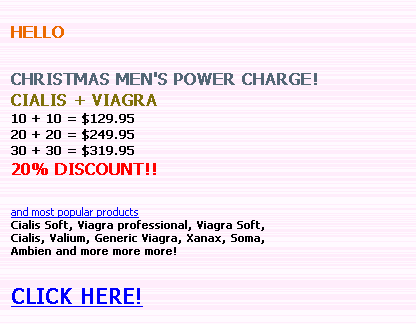 HELLO
CHRISTMAS MEN'S POWER CHARGE!
CIALIS + VIAGRA
10 + 10 = $129.95
20 + 20 = $249.95
30 + 30 = $319.95
20% DISCOUNT!!
and most popular products
Cialis Soft, Viagra professional, Viagra Soft,
Cialis, Valium, Generic Viagra, Xanax, Soma,
Ambien and more more more!
CLICK HERE!